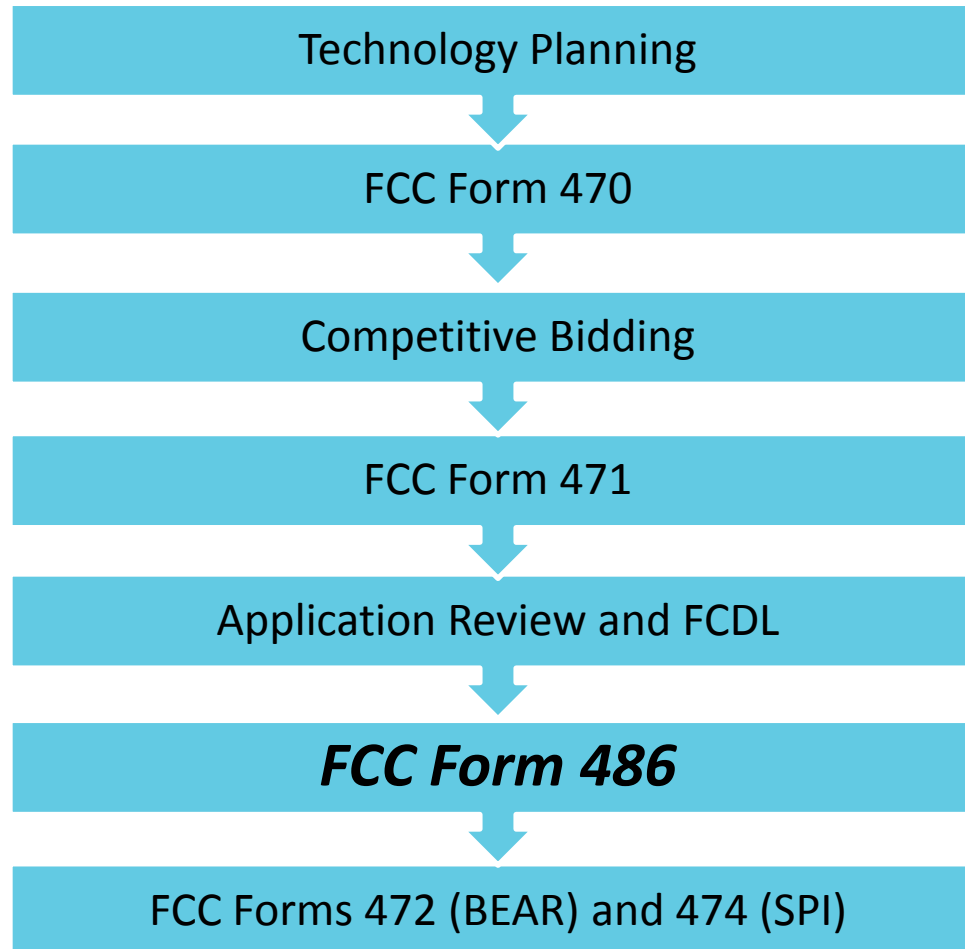 Technology Planning
FCC Form 470
Competitive Bidding
FCC Form 471
Application Review and FCDL
FCC Form 486
FCC Forms 472 (BEAR) and 474 (SPI)